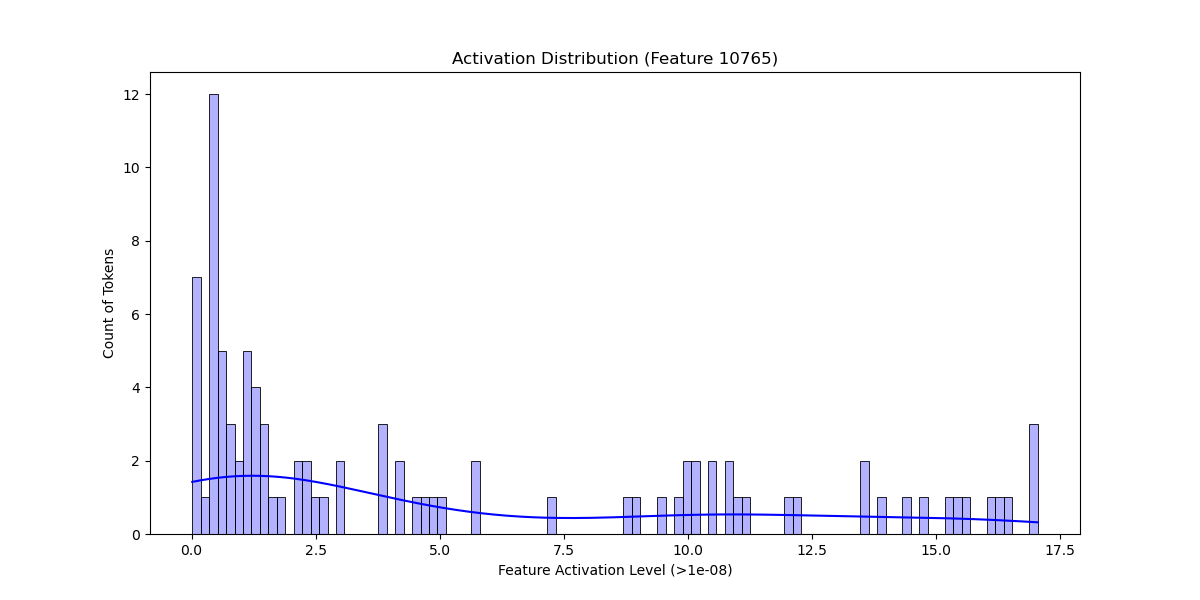 Activation Distribution (Feature 10765)
Count of Tokens
12
10
8
6
4
2
0
0.0 2.5 5.0 7.5 10.0 12.5 15.0 17.5
Feature Activation Level (>1e-08)